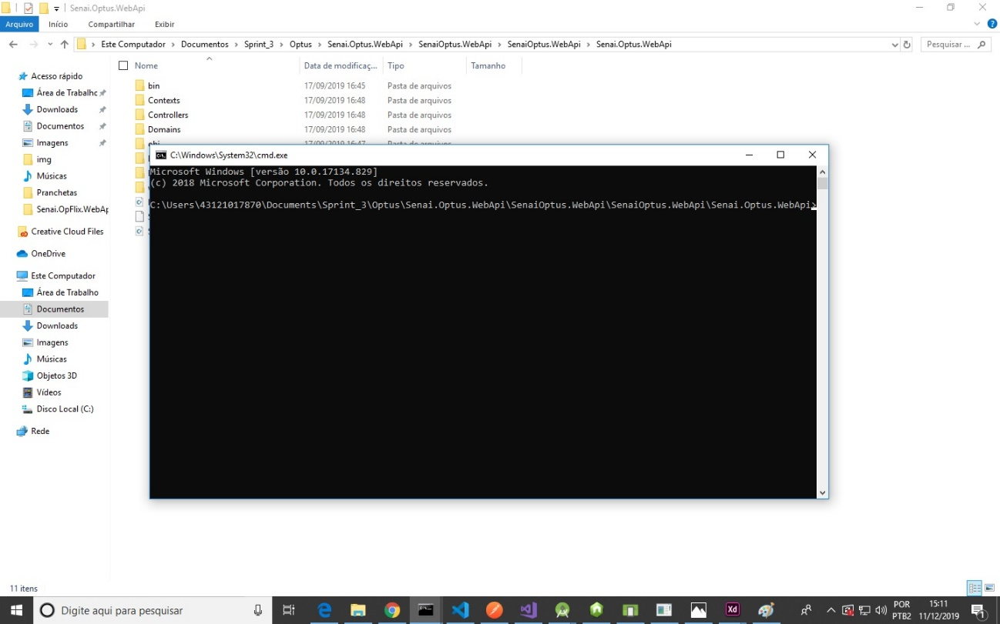 Senai.Optus.WebApi
Arquivo Início Compartilhar Exibir
Este Computador > Documentos > Sprint_3 > Optus > Senai.Optus.WebApi > SenaiOptus.WebApi > SenaiOptus.WebApi > Senai.Optus.WebApi
Pesquisar ...
Nome Data de modificaç... Tipo Tamanho
bin 17/09/2019 16:45 Pasta de arquivos
Contexts 17/09/2019 16:48 Pasta de arquivos
Controllers 17/09/2019 16:48 Pasta de arquivos
Domains 17/09/2019 16:48 Pasta de arquivos
obj 17/09/2019 16:47 Pasta de arquivos
Acesso rápido
Área de Trabalhc
Downloads
Documentos
Imagens
img
Músicas
Pranchetas
Senai.OpFlix.WebAp
Creative Cloud Files
OneDrive
Este Computador
Área de Trabalho
Documentos
Downloads
Imagens
Músicas
Objetos 3D
Vídeos
Disco Local (C:)
Rede
C:\Windows\System32\cmd.exe
Microsoft Windows [versão 10.0.17134.829]
(c) 2018 Microsoft Corporation. Todos os direitos reservados.
C:\Users\43121017870\Documents\Sprint_3\Optus\Senai.Optus.WebApi\SenaiOptus.WebApi\SenaiOptus.WebApi\Senai.Optus.WebApi>
11 itens
Digite aqui para pesquisar
Xd
POR 15:11
PTB2 11/12/2019
1